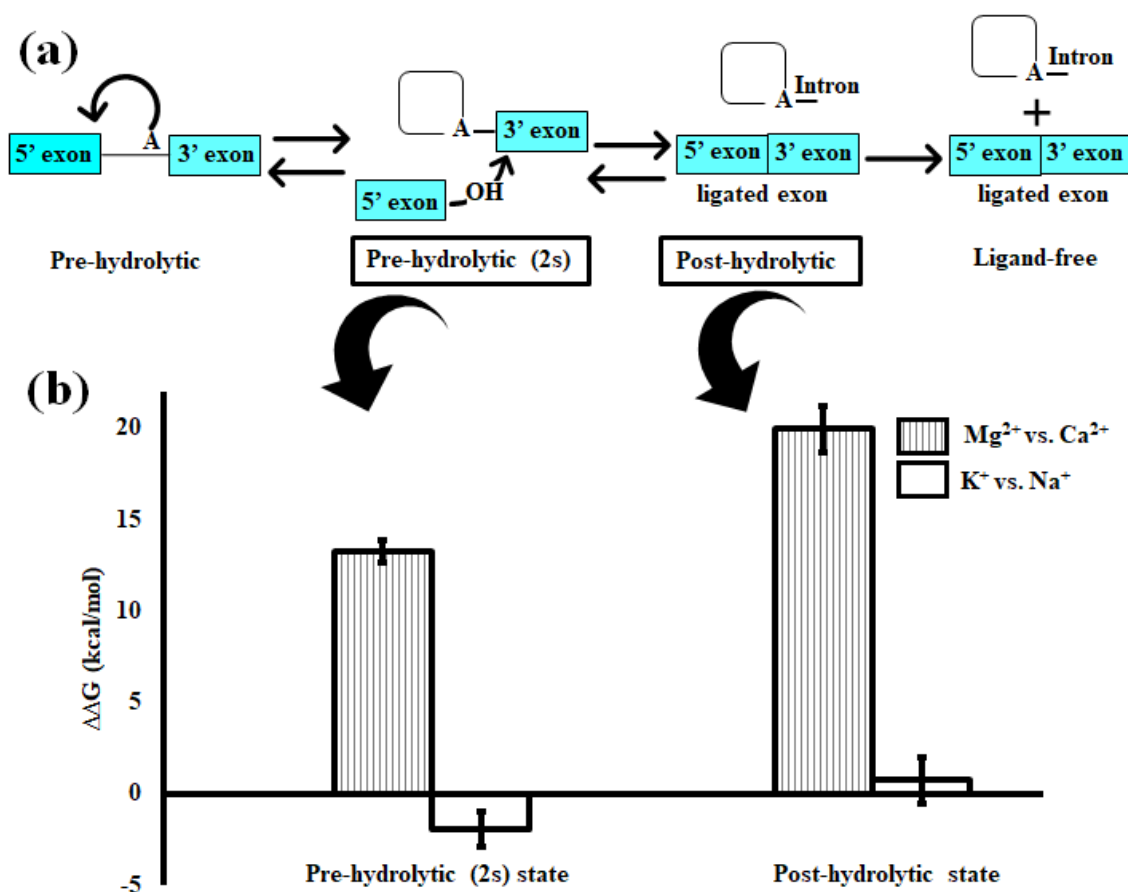 (a)
5’ exon
A
3’ exon
Pre-hydrolytic
A
3’ exon
5’ exon
OH
Pre-hydrolytic (2s)
A
Intron
5’ exon
3’ exon
ligated exon
Post-hydrolytic
A
Intron
+
5’ exon
3’ exon
ligated exon
Ligand-free
(b)
ΔΔG (kcal/mol)
20
15
10
5
0
-5
Mg²⁺ vs. Ca²⁺
K⁺ vs. Na⁺
Pre-hydrolytic (2s) state
Post-hydrolytic state